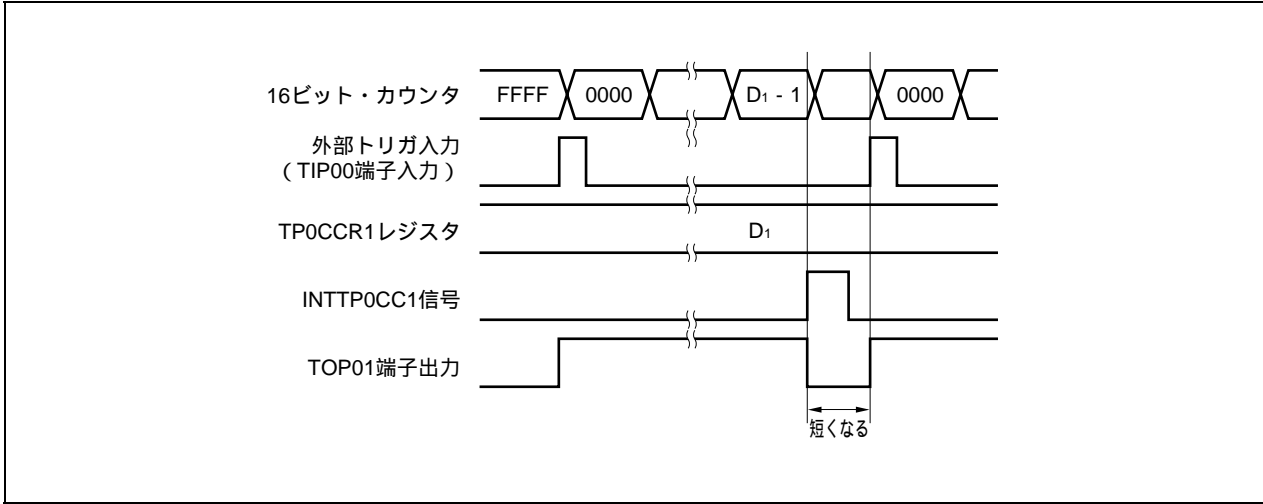 16ビット・カウンタ FFFF 0000 D1 - 1 0000
外部トリガ入力
(TIP00端子入力)
TP0CCR1レジスタ D1
INTTP0CC1信号
TOP01端子出力
短くなる